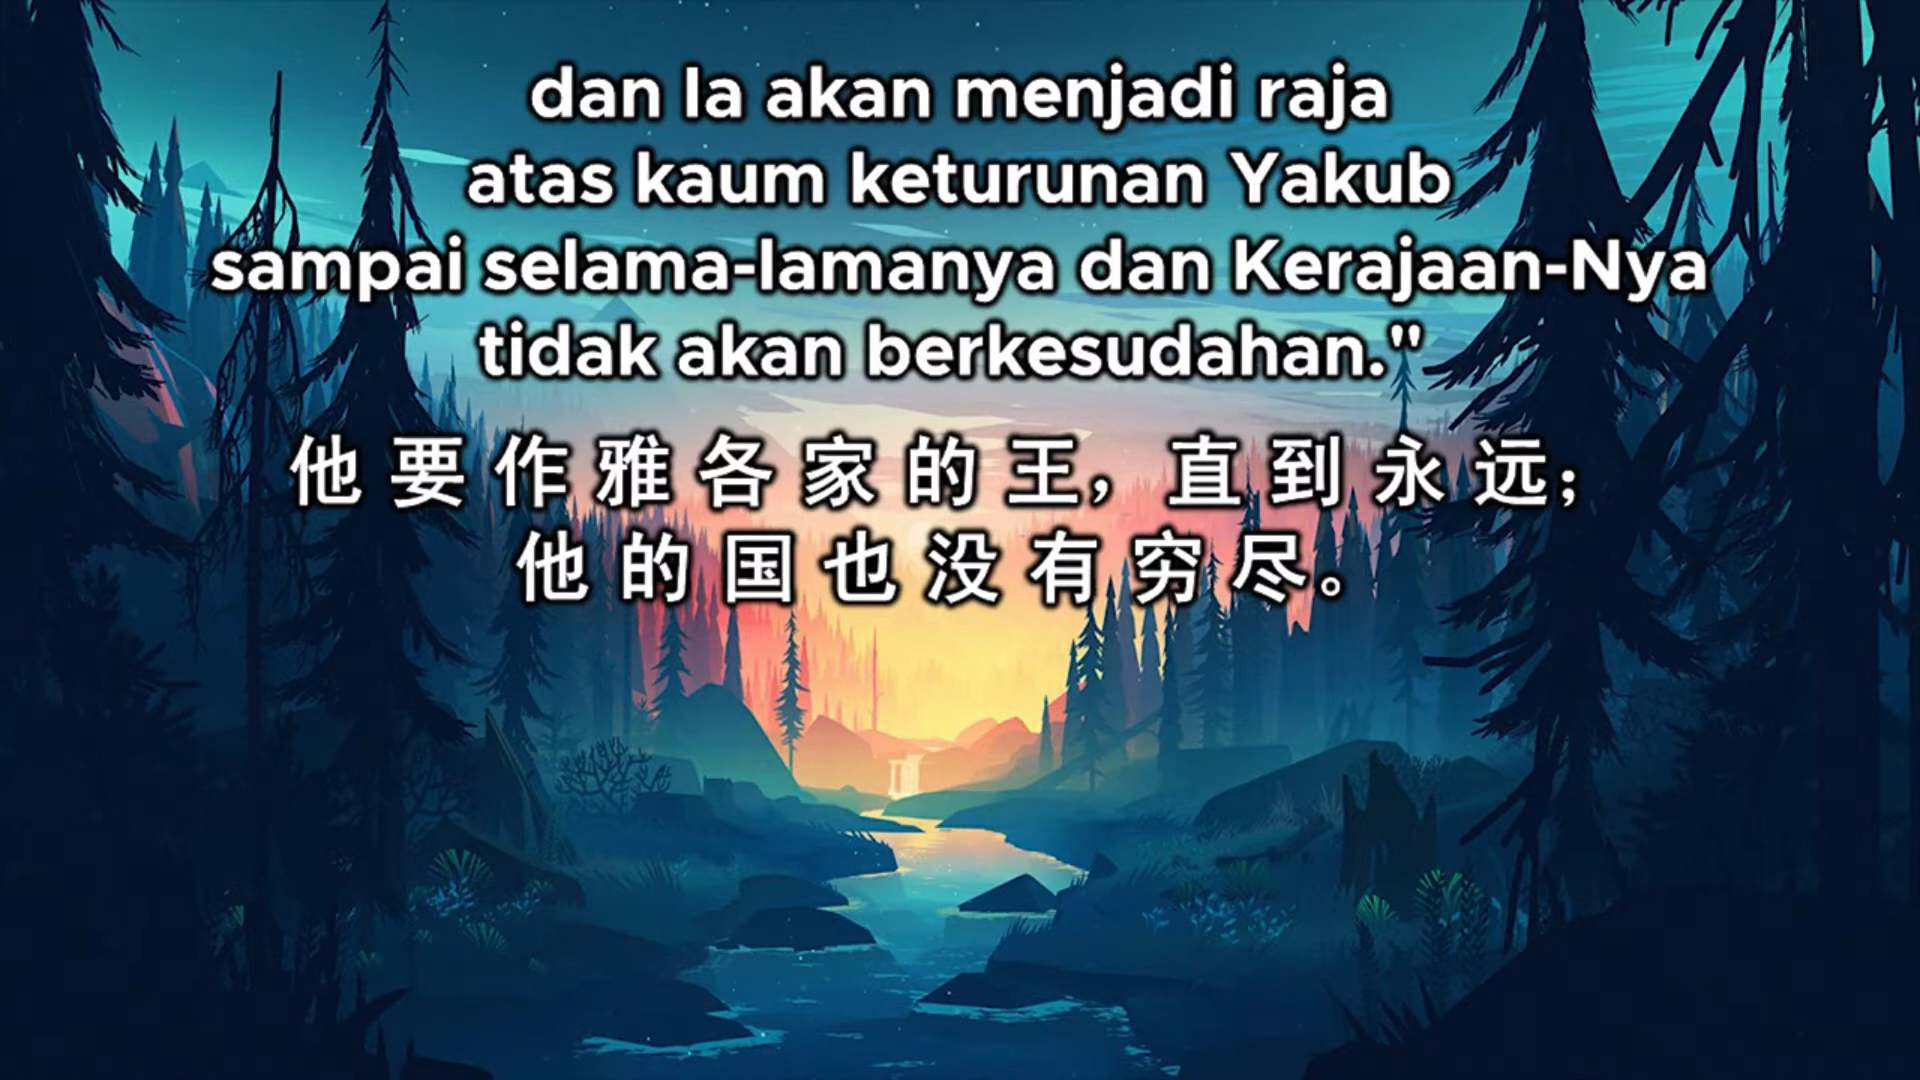 dan Ia akan menjadi raja
atas kaum keturunan Yakub
sampai selama-lamanya dan Kerajaan-Nya
tidak akan berkesudahan."
他 要 作 雅 各 家 的 王，直 到 永 远；
他 的 国 也 没 有 穷 尽。